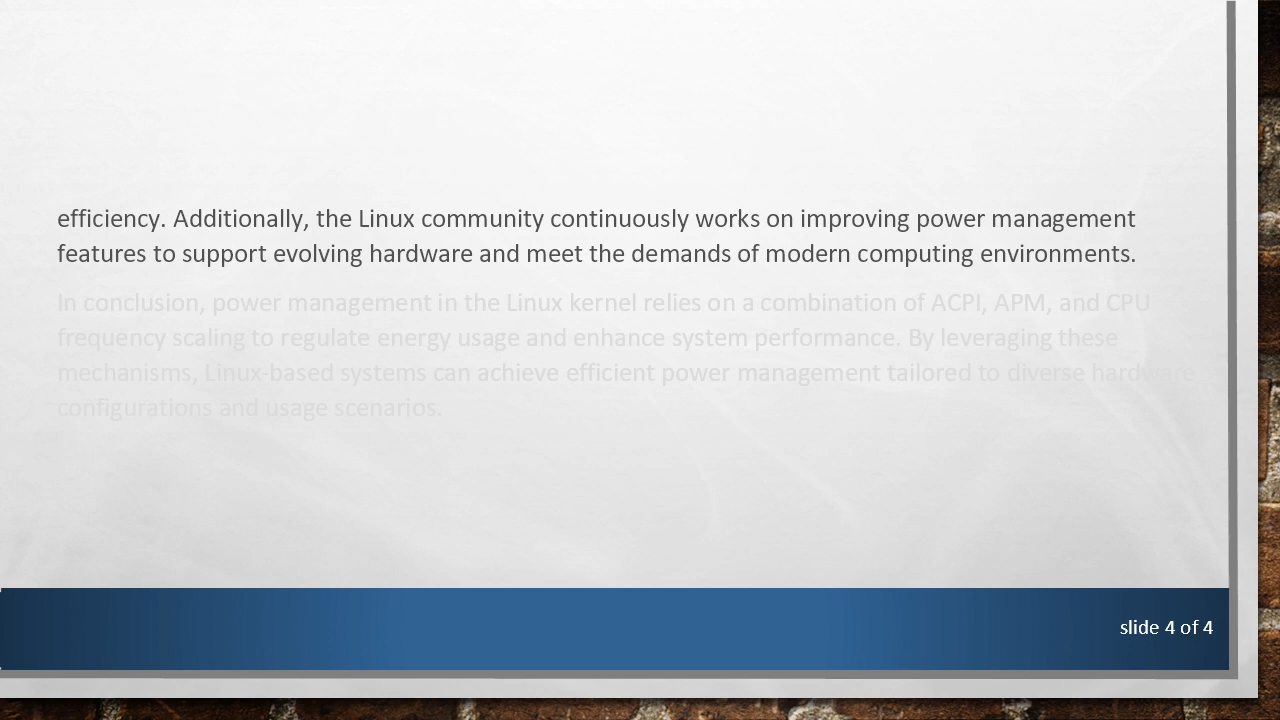 efficiency. Additionally, the Linux community continuously works on improving power management
features to support evolving hardware and meet the demands of modern computing environments.
In conclusion, power management in the Linux kernel relies on a combination of ACPI, APM, and CPU
frequency scaling to regulate energy usage and enhance system performance. By leveraging these
mechanisms, Linux-based systems can achieve efficient power management tailored to diverse hardware
configurations and usage scenarios.
slide 4 of 4